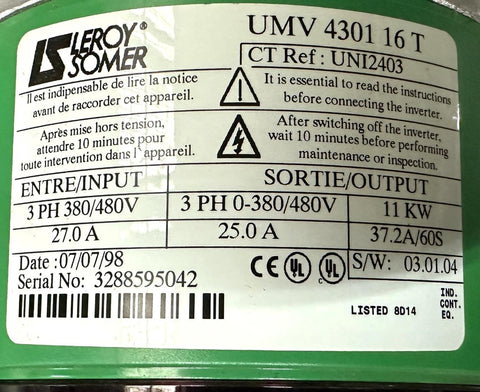 LEROY®
SOMER
UMV 4301 16 T
CT Ref : UNI2403
Il est indispensable de lire la notice
avant de raccorder cet appareil.
It is essential to read the instructions
before connecting the inverter.
Après mise hors tension,
attendre 10 minutes pour
toute intervention dans l'appareil.
After switching off the inverter,
wait 10 minutes before performing
maintenance or inspection.
ENTRE/INPUT SORTIE/OUTPUT
3 PH 380/480V 3 PH 0-380/480V 11 KW
27.0 A 25.0 A 37.2A/60S
Date : 07/07/98
Serial No: 3288595042
CE UL UL
C
S/W: 03.01.04
LISTED 8D14
IND.
CONT.
EQ.